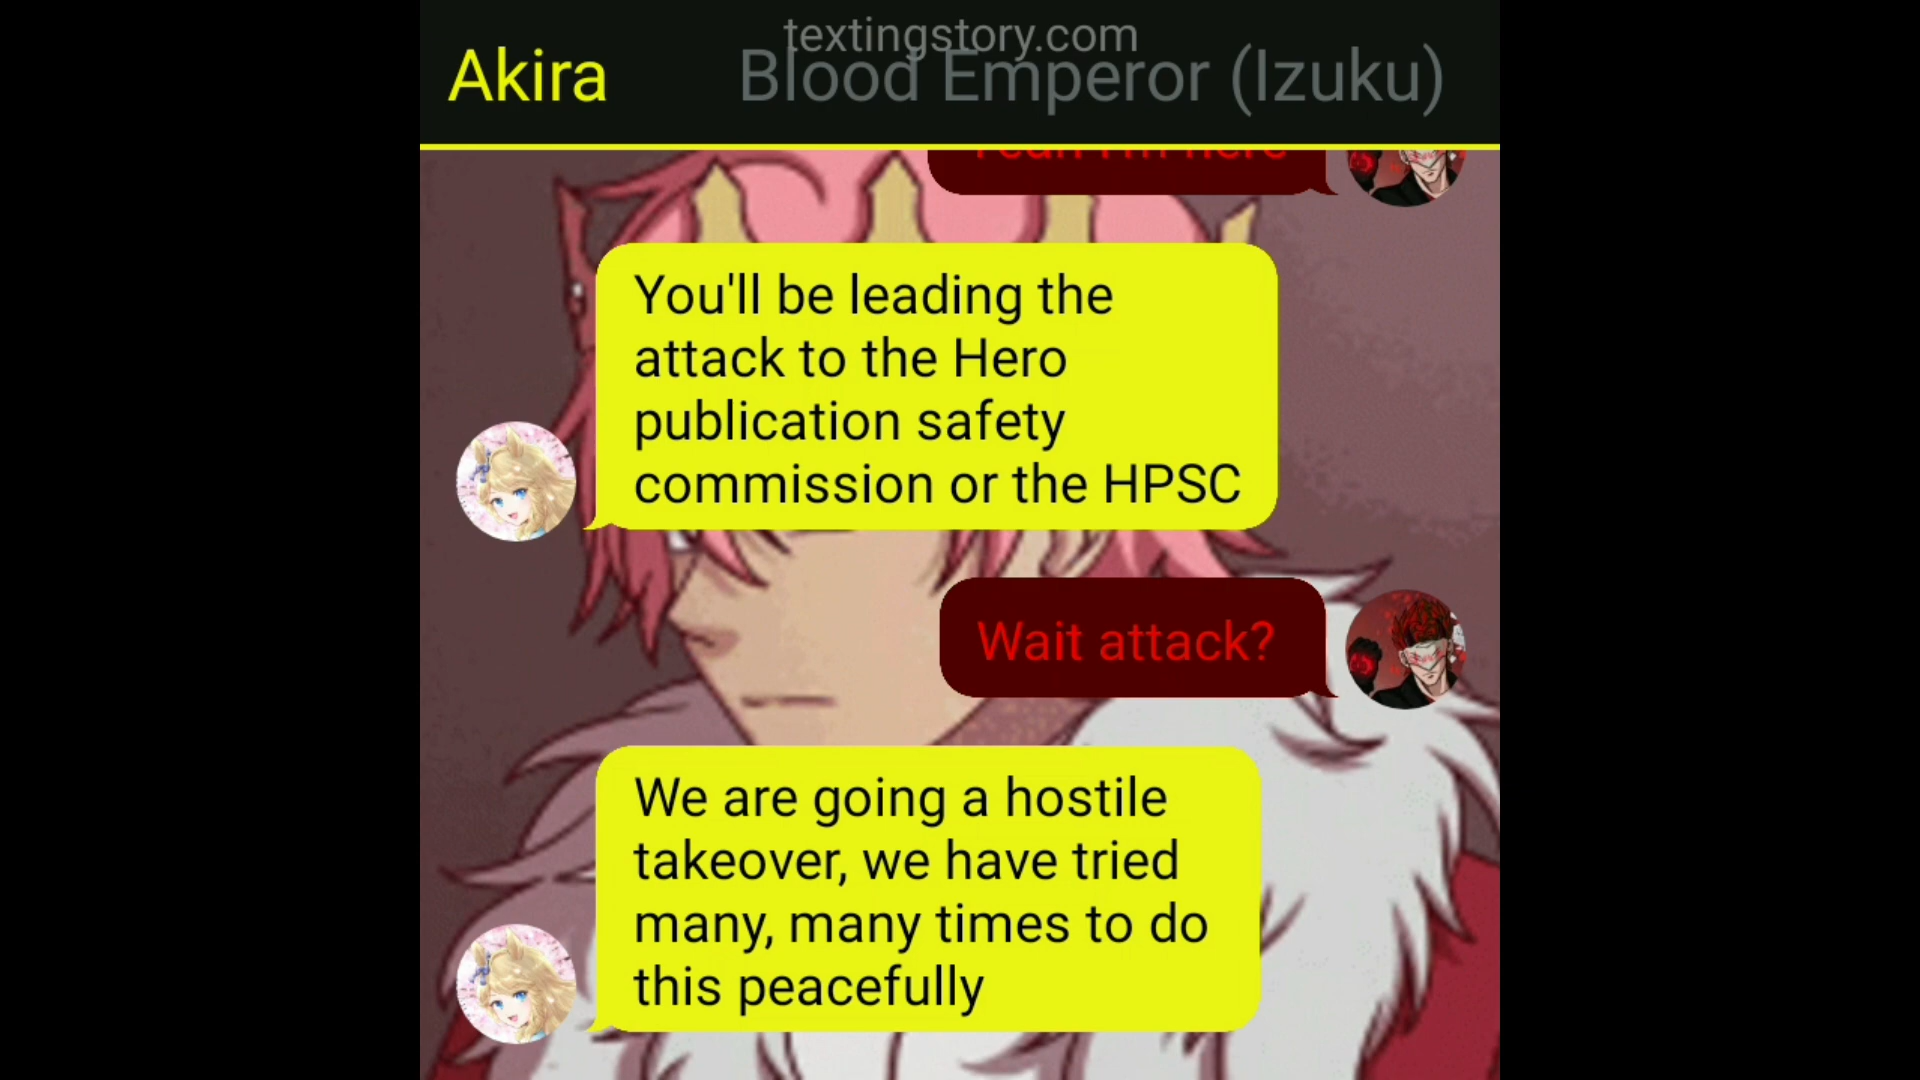 textingstory.com
Akira
Blood Emperor (Izuku)
Yeah I'm here
You'll be leading the
attack to the Hero
publication safety
commission or the HPSC
Wait attack?
We are going a hostile
takeover, we have tried
many, many times to do
this peacefully